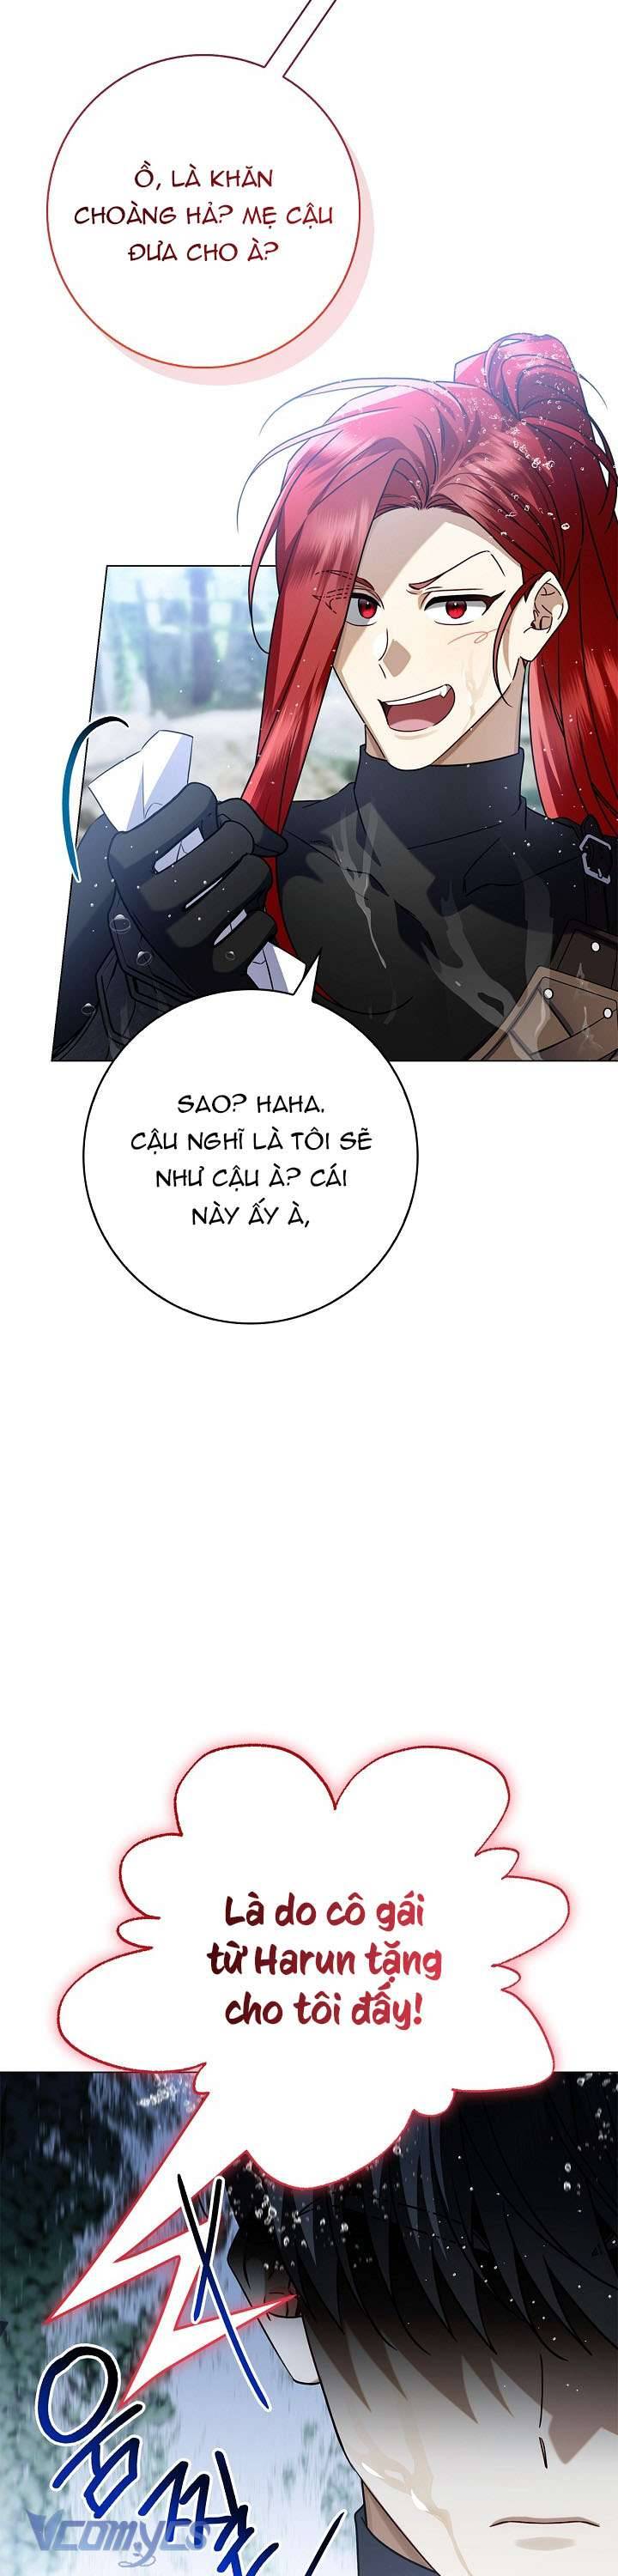 Ồ, LÀ KHĂN
CHOÀNG HẢ? MẸ CẬU
ĐƯA CHO À?
SAO? HAHA.
CẬU NGHĨ LÀ TÔI SẼ
NHƯ CẬU À? CÁI
NÀY ẤY À,
Là do cô gái
từ Harun tặng
cho tôi đấy!
Vcomycs